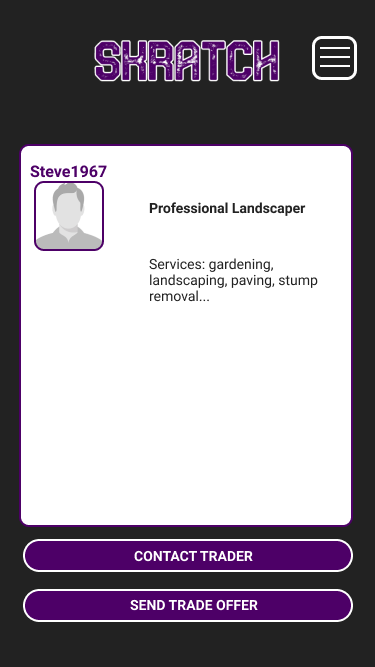 SHRATCH
Steve1967
Professional Landscaper
Services: gardening,
landscaping, paving, stump
removal...
CONTACT TRADER
SEND TRADE OFFER